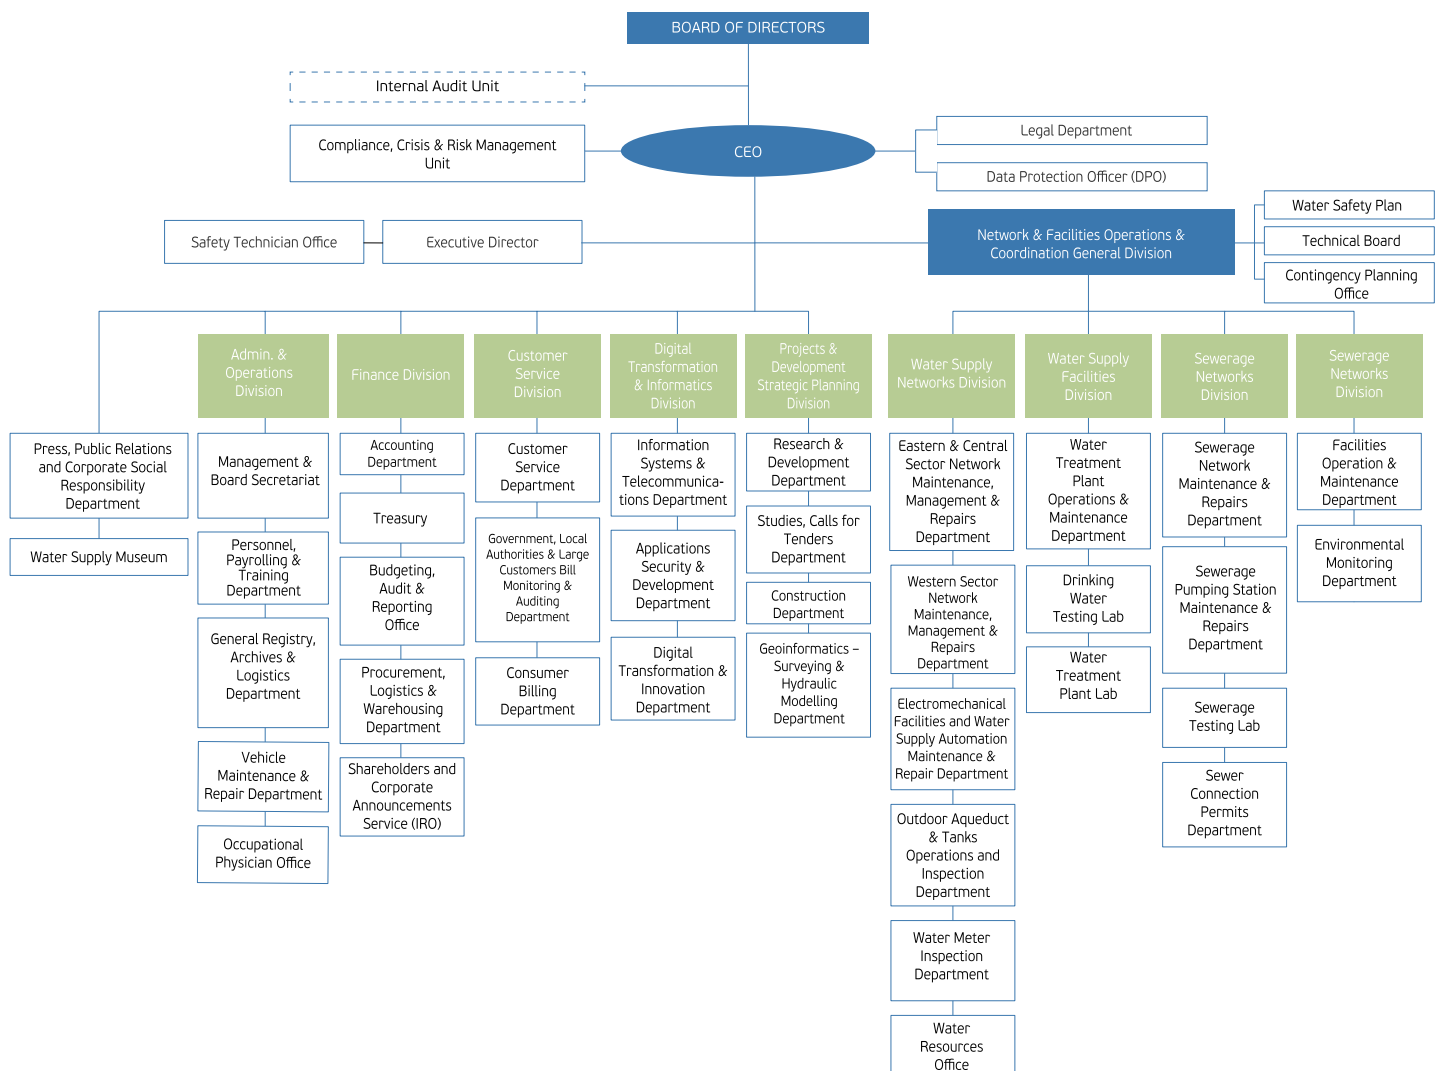 BOARD OF DIRECTORS
Internal Audit Unit
Compliance, Crisis & Risk Management
Unit
CEO
Legal Department
Data Protection Officer (DPO)
Safety Technician Office
Executive Director
Network & Facilities Operations &
Coordination General Division
Water Safety Plan
Technical Board
Contingency Planning
Office
Press, Public Relations
and Corporate Social
Responsibility
Department
Water Supply Museum
Admin. &
Operations
Division
Management &
Board Secretariat
Personnel,
Payrolling &
Training
Department
General Registry,
Archives &
Logistics
Department
Vehicle
Maintenance &
Repair Department
Occupational
Physician Office
Finance Division
Accounting
Department
Treasury
Budgeting,
Audit &
Reporting
Office
Procurement,
Logistics &
Warehousing
Department
Shareholders and
Corporate
Announcements
Service (IRO)
Customer
Service
Division
Customer
Service
Department
Government, Local
Authorities & Large
Customers Bill
Monitoring &
Auditing
Department
Consumer
Billing
Department
Digital
Transformation
& Informatics
Division
Information
Systems &
Telecommunica-
tions Department
Applications
Security &
Development
Department
Digital
Transformation &
Innovation
Department
Projects &
Development
Strategic Planning
Division
Research &
Development
Department
Studies, Calls for
Tenders
Department
Construction
Department
Geoinformatics –
Surveying &
Hydraulic
Modelling
Department
Water Supply
Networks Division
Eastern & Central
Sector Network
Maintenance,
Management &
Repairs
Department
Western Sector
Network
Maintenance,
Management &
Repairs
Department
Electromechanical
Facilities and Water
Supply Automation
Maintenance &
Repair Department
Outdoor Aqueduct
& Tanks
Operations and
Inspection
Department
Water Meter
Inspection
Department
Water
Resources
Office
Water Supply
Facilities
Division
Water
Treatment
Plant
Operations &
Maintenance
Department
Drinking
Water
Testing Lab
Water
Treatment
Plant Lab
Sewerage
Networks
Division
Sewerage
Network
Maintenance &
Repairs
Department
Sewerage
Pumping Station
Maintenance &
Repairs
Department
Sewerage
Testing Lab
Sewer
Connection
Permits
Department
Sewerage
Networks
Division
Facilities
Operation &
Maintenance
Department
Environmental
Monitoring
Department